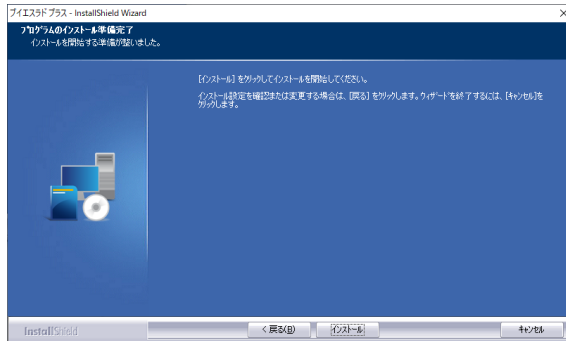 ブイエスラド プラス - InstallShield Wizard
プログラムのインストール準備完了
インストールを開始する準備が整いました。
[インストール] をクリックしてインストールを開始してください。
インストール設定を確認または変更する場合は、[戻る] をクリックします。ウィザードを終了するには、[キャンセル]を
クリックします。
InstallShield
< 戻る(B)
インストール
キャンセル